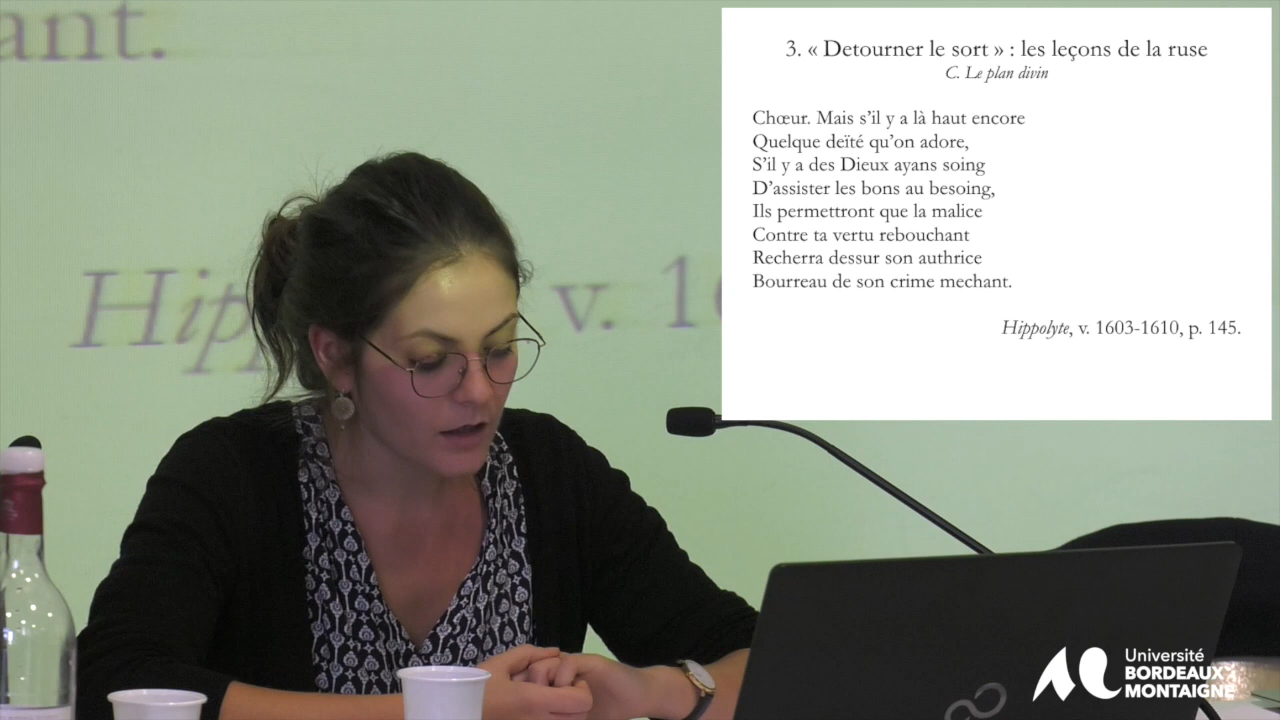 ant.
v. 16
3. « Detourner le sort » : les leçons de la ruse
C. Le plan divin
Chœur. Mais s’il y a là haut encore
Quelque deïté qu’on adore,
S’il y a des Dieux ayans soing
D’assister les bons au besoing,
Ils permettront que la malice
Contre ta vertu rebouchant
Recherra dessur son authrice
Bourreau de son crime mechant.
Hippolyte, v. 1603-1610, p. 145.
Université
BORDEAUX
MONTAIGNE